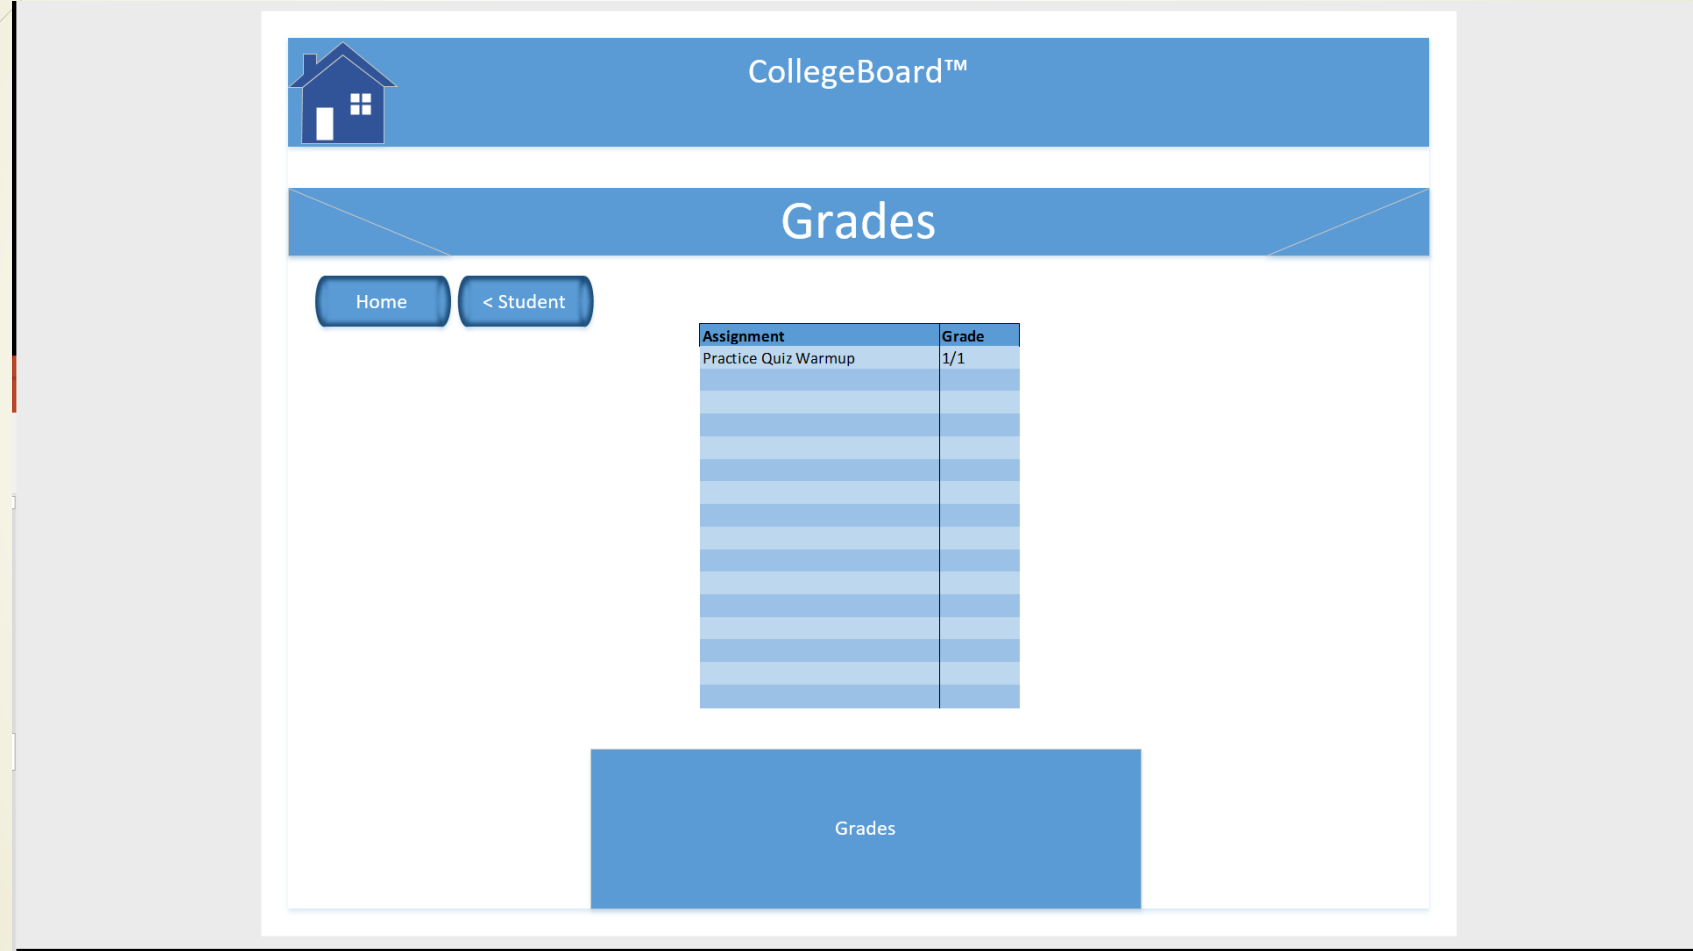 CollegeBoard™
Grades
Home < Student
Assignment Grade
Practice Quiz Warmup 1/1
Grades